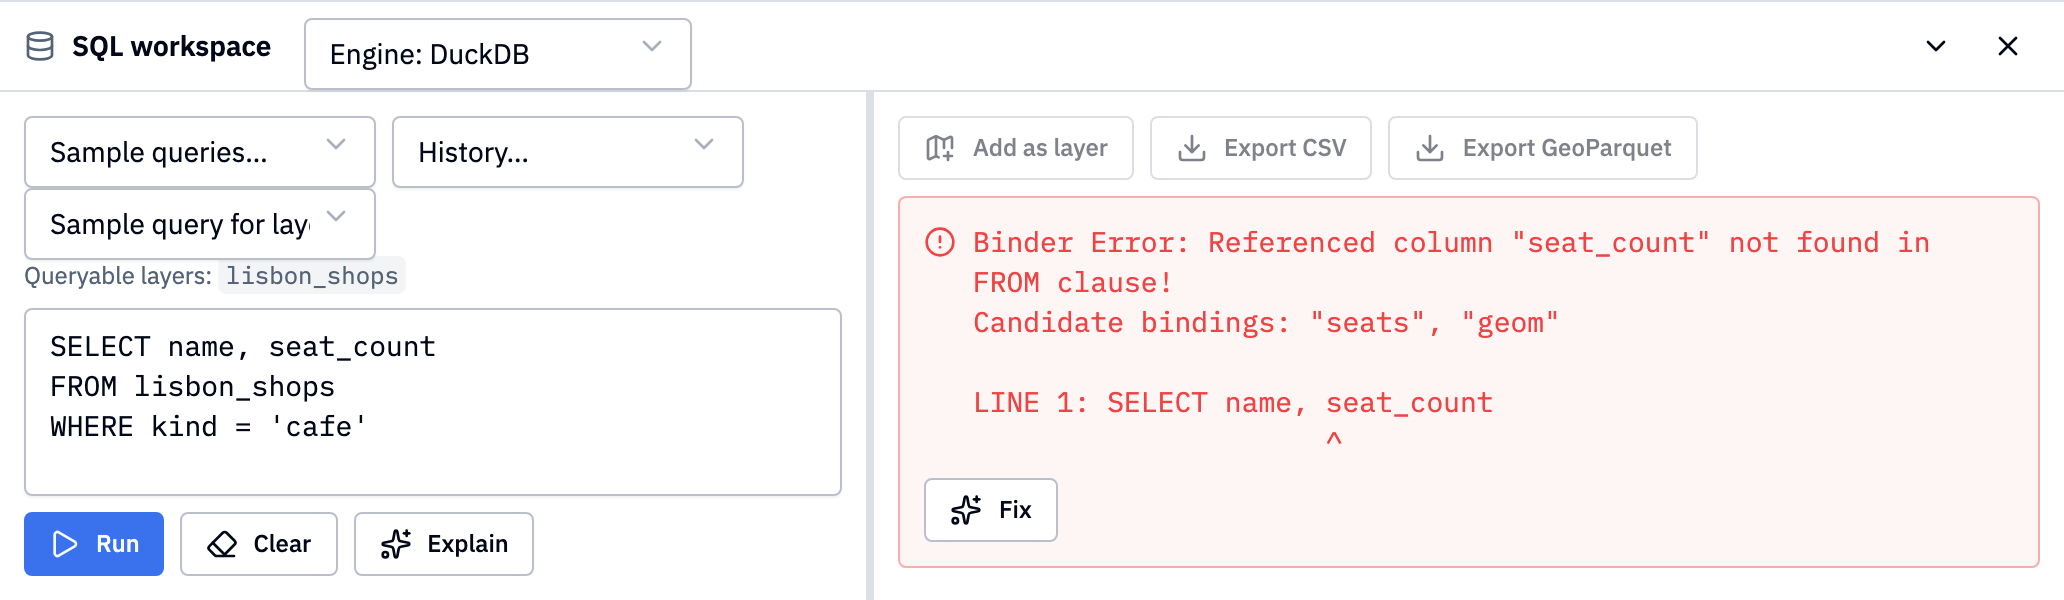 SQL workspace
Engine: DuckDB
Sample queries...
History...
Sample query for lay
Queryable layers: lisbon_shops
SELECT name, seat_count
FROM lisbon_shops
WHERE kind = 'cafe'
Run
Clear
Explain
Add as layer
Export CSV
Export GeoParquet
Binder Error: Referenced column "seat_count" not found in
FROM clause!
Candidate bindings: "seats", "geom"
LINE 1: SELECT name, seat_count
^
Fix